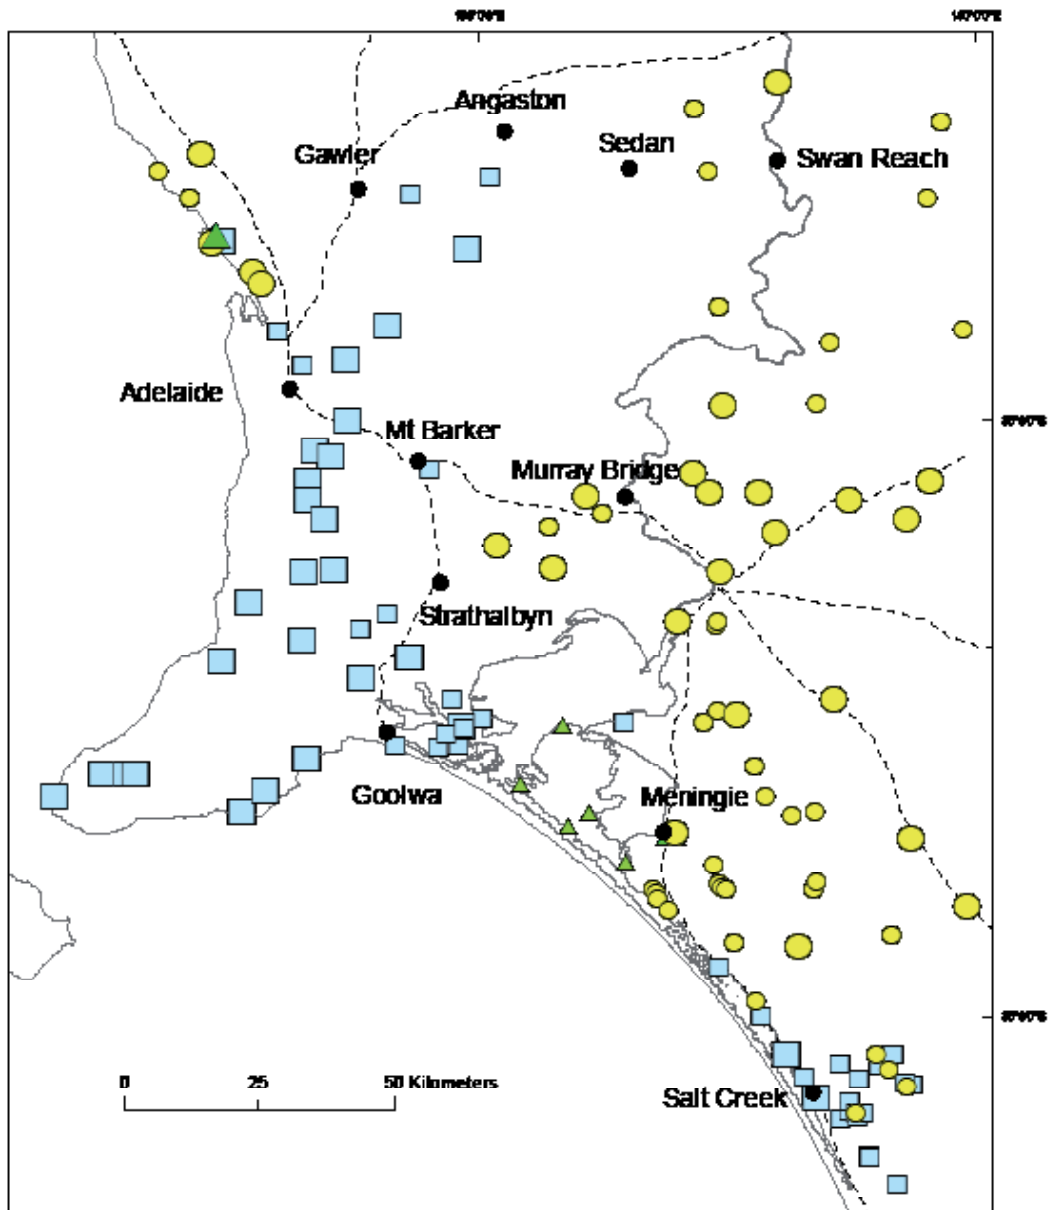 Angaston
Gawler
Sedan
Swan Reach
Adelaide
Mt Barker
Murray Bridge
Strathalbyn
Goolwa
Meningie
0 25 50 Kilometers
Salt Creek